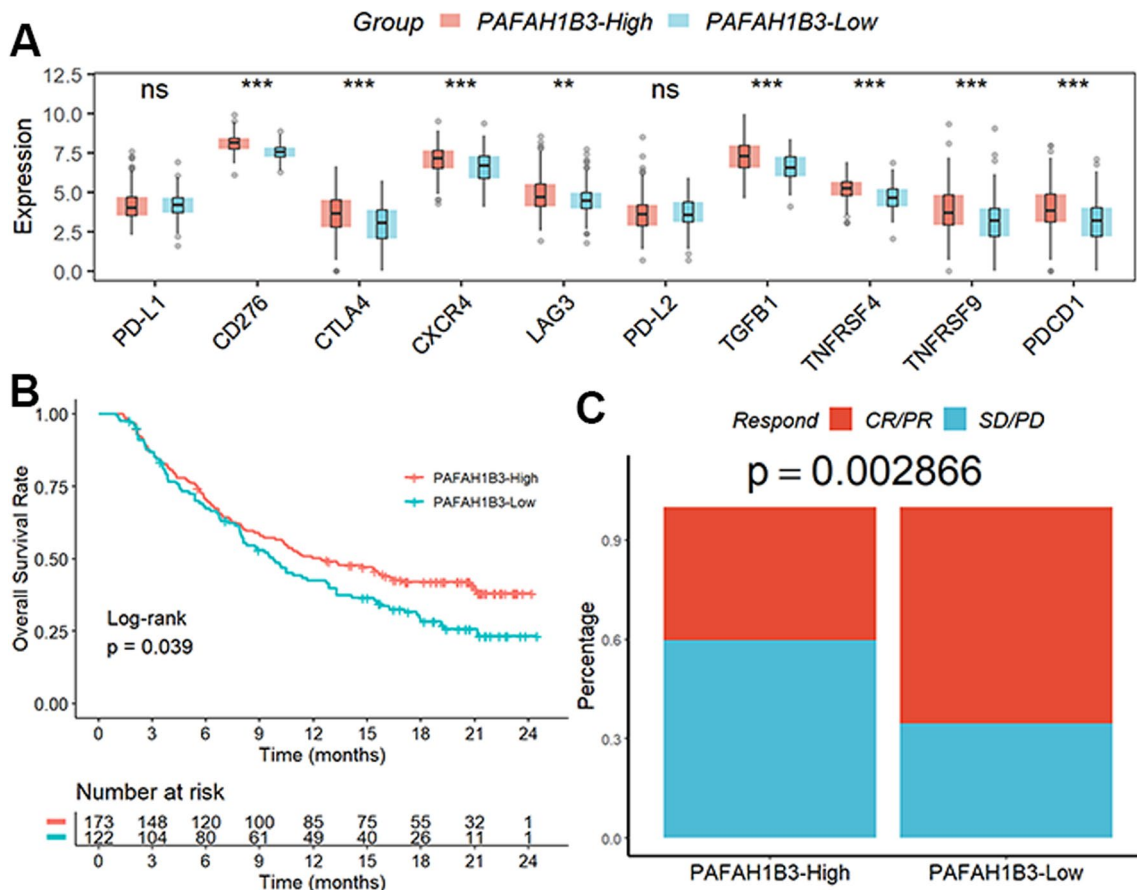 Group PAFAH1B3-High PAFAH1B3-Low
A
12.5
10.0
7.5
5.0
2.5
0.0
Expression
ns *** *** *** ** ns *** *** *** ***
PD-L1 CD276 CTLA4 CXCR4 LAG3 PD-L2 TGFB1 TNFRSF4 TNFRSF9 PDCD1
B
1.00
0.75
0.50
0.25
0.00
Overall Survival Rate
PAFAH1B3-High
PAFAH1B3-Low
Log-rank
p = 0.039
0 3 6 9 12 15 18 21 24
Time (months)
Number at risk
173 148 120 100 85 75 55 32 1
122 104 80 61 49 40 26 11 1
0 3 6 9 12 15 18 21 24
Time (months)
C
Respond CR/PR SD/PD
p = 0.002866
0.9
0.6
0.3
0.0
Percentage
PAFAH1B3-High PAFAH1B3-Low